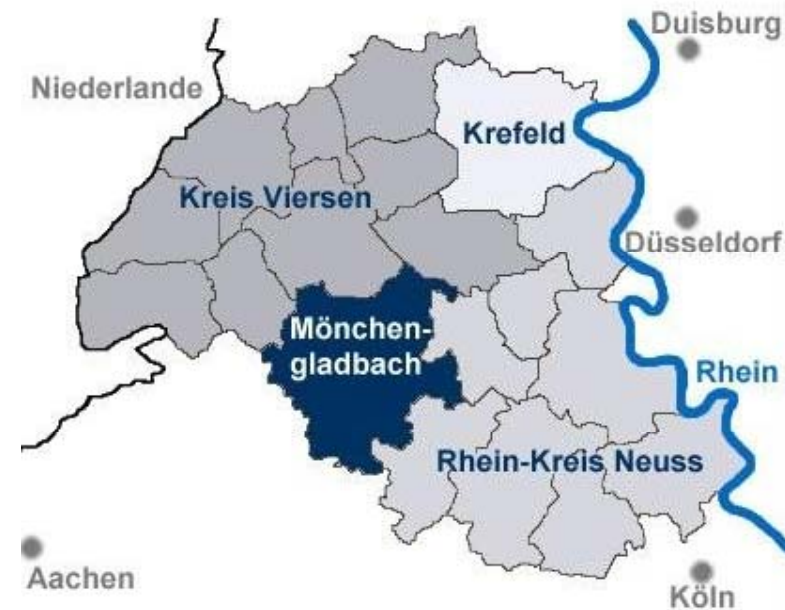 Duisburg
Niederlande
Krefeld
Kreis Viersen
Düsseldorf
Mönchen-
gladbach
Rhein
Rhein-Kreis Neuss
Aachen
Köln